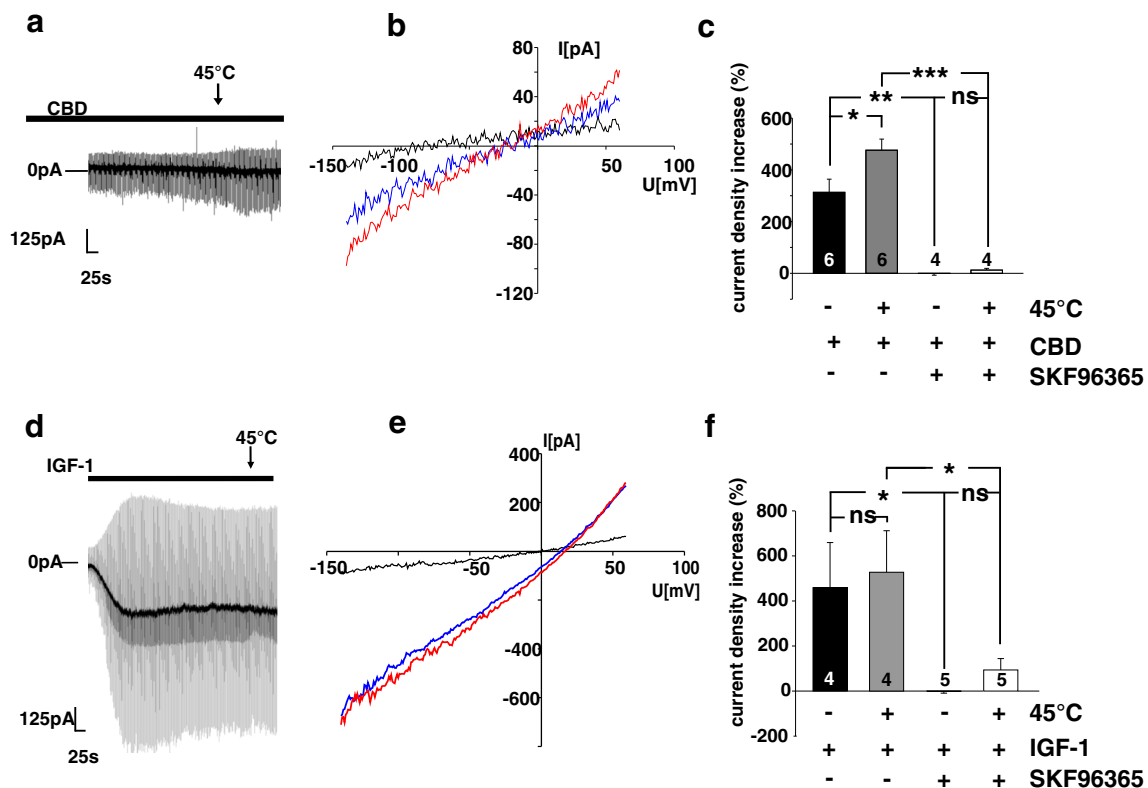 a
45°C
CBD
0pA
125pA
25s
b
I[pA]
80
40
-150
-100
-50
50
100
U[mV]
-40
-80
-120
c
***
**
ns
*
current density increase (%)
600
400
200
0
6
6
4
4
- + - + 45°C
+ + + + CBD
- - + + SKF96365
d
45°C
IGF-1
0pA
125pA
25s
e
I[pA]
400
200
-150
-50
50
100
U[mV]
-400
-600
f
*
*
ns
ns
current density increase (%)
800
600
400
200
0
-200
4
4
5
5
- + - + 45°C
+ + + + IGF-1
- - + + SKF96365